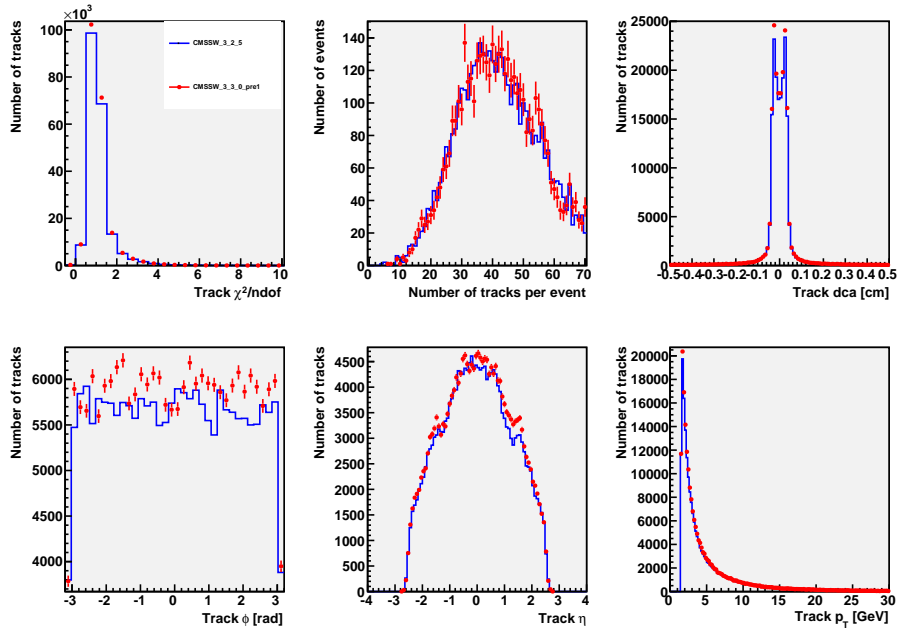 ×10³
Number of tracks
100
80
60
40
20
0
0 2 4 6 8 10
Track χ²/ndof
CMSSW_3_2_5
CMSSW_3_3_0_pre1
Number of events
140
120
100
80
60
40
20
0
0 10 20 30 40 50 60 70
Number of tracks per event
Number of tracks
25000
20000
15000
10000
5000
0
-0.5 -0.4 -0.3 -0.2 -0.1 0 0.1 0.2 0.3 0.4 0.5
Track dca [cm]
Number of tracks
6000
5500
5000
4500
4000
-3 -2 -1 0 1 2 3
Track ϕ [rad]
Number of tracks
4500
4000
3500
3000
2500
2000
1500
1000
500
0
-4 -3 -2 -1 0 1 2 3 4
Track η
Number of tracks
20000
18000
16000
14000
12000
10000
8000
6000
4000
2000
0
0 5 10 15 20 25 30
Track p_T [GeV]